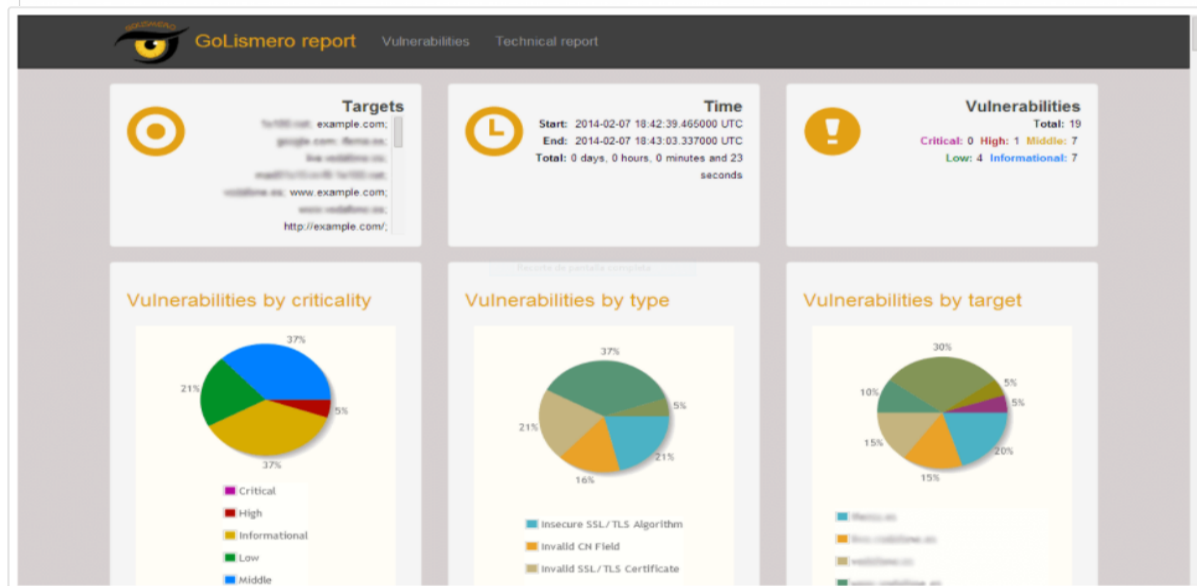 GOLISMERO
GoLismero report
Vulnerabilities
Technical report
Targets
example.com;
www.example.com;
http://example.com/;
Time
Start: 2014-02-07 18:42:39.465000 UTC
End: 2014-02-07 18:43:03.337000 UTC
Total: 0 days, 0 hours, 0 minutes and 23
seconds
Vulnerabilities
Total: 19
Critical: 0 High: 1 Middle: 7
Low: 4 Informational: 7
Recorte de pantalla completa
Vulnerabilities by criticality
37%
21%
5%
37%
Critical
High
Informational
Low
Middle
Vulnerabilities by type
37%
5%
21%
21%
16%
Insecure SSL/TLS Algorithm
Invalid CN Field
Invalid SSL/TLS Certificate
Vulnerabilities by target
30%
5%
10%
5%
15%
20%
15%